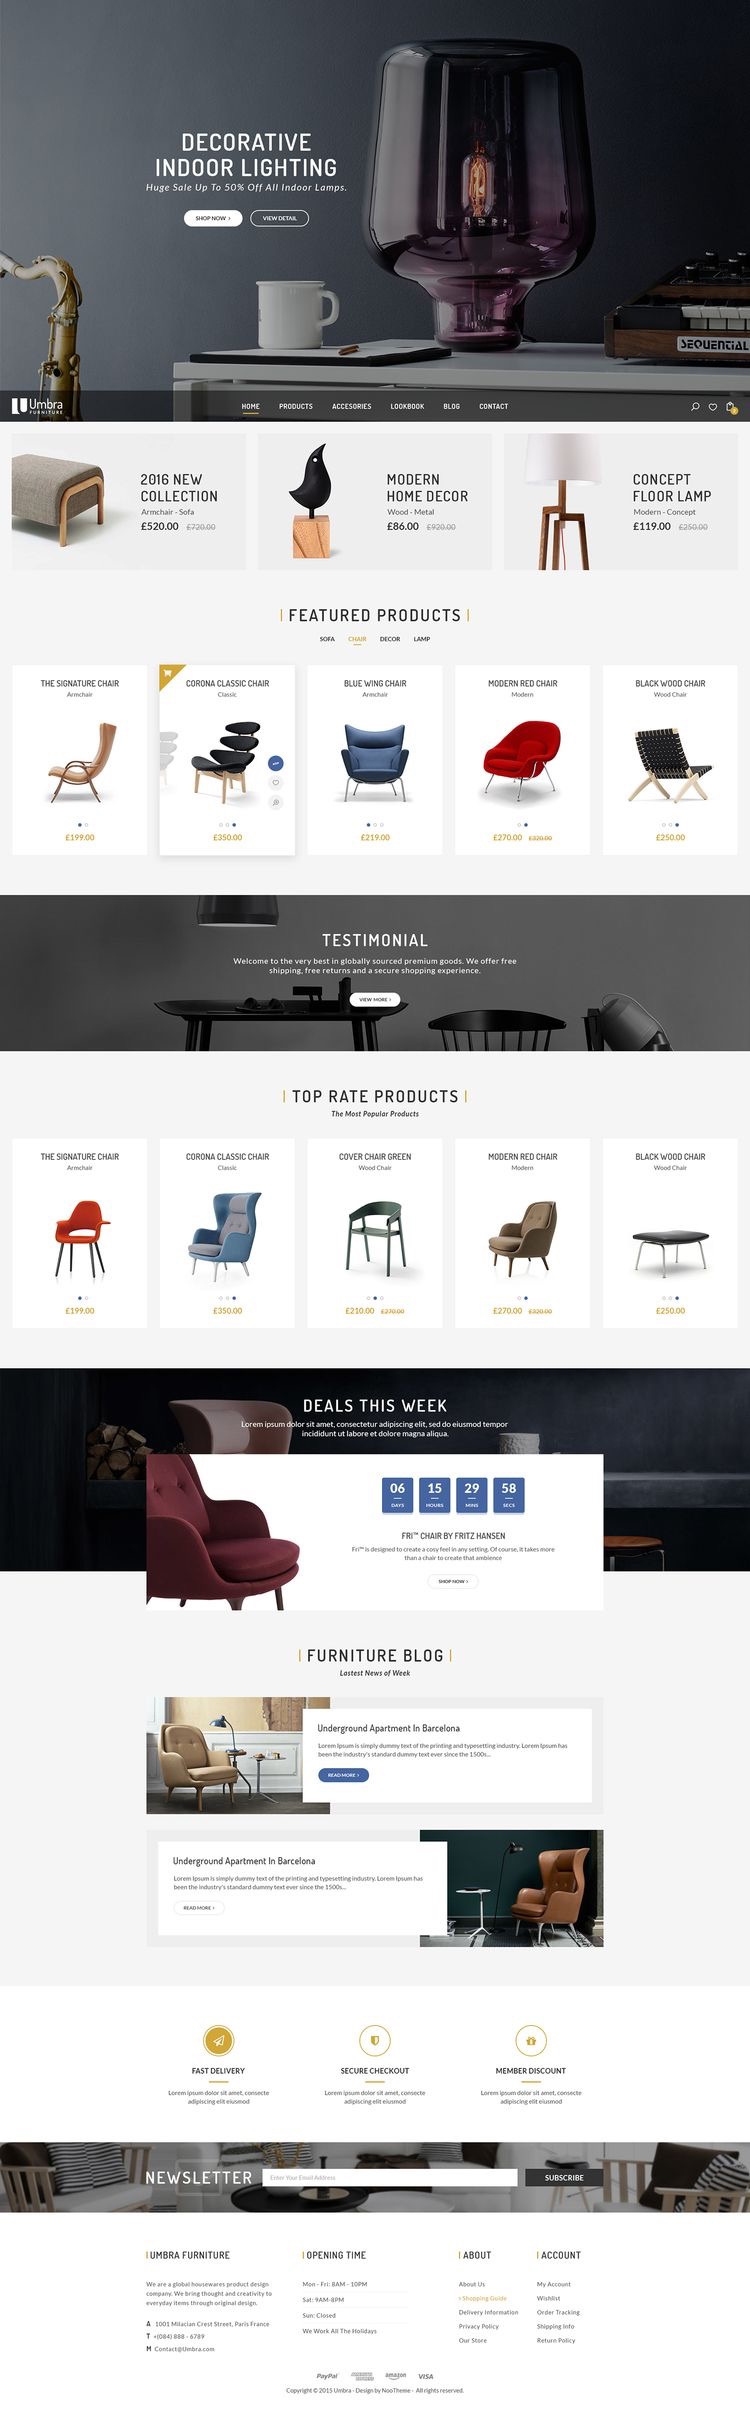 DECORATIVE
INDOOR LIGHTING
Huge Sale Up To 50% Off All Indoor Lamps.
SHOP NOW >
VIEW DETAIL
SEQUENTIAL
Umbra
FURNITURE
HOME PRODUCTS ACCESORIES LOOKBOOK BLOG CONTACT
2016 NEW
COLLECTION
Armchair - Sofa
£520.00 £720.00
MODERN
HOME DECOR
Wood - Metal
£86.00 £920.00
CONCEPT
FLOOR LAMP
Modern - Concept
£119.00 £250.00
FEATURED PRODUCTS
SOFA CHAIR DECOR LAMP
THE SIGNATURE CHAIR
Armchair
£199.00
CORONA CLASSIC CHAIR
Classic
£350.00
BLUE WING CHAIR
Armchair
£219.00
MODERN RED CHAIR
Modern
£270.00 £320.00
BLACK WOOD CHAIR
Wood Chair
£250.00
TESTIMONIAL
Welcome to the very best in globally sourced premium goods. We offer free
shipping, free returns and a secure shopping experience.
VIEW MORE >
TOP RATE PRODUCTS
The Most Popular Products
THE SIGNATURE CHAIR
Armchair
£199.00
CORONA CLASSIC CHAIR
Classic
£350.00
COVER CHAIR GREEN
Wood Chair
£210.00 £270.00
MODERN RED CHAIR
Modern
£270.00 £320.00
BLACK WOOD CHAIR
Wood Chair
£250.00
DEALS THIS WEEK
Lorem ipsum dolor sit amet, consectetur adipiscing elit, sed do eiusmod tempor
incididunt ut labore et dolore magna aliqua.
06 15 29 58
DAYS HOURS MINS SECS
FRI™ CHAIR BY FRITZ HANSEN
Fri™ is designed to create a cosy feel in any setting. Of course, it takes more
than a chair to create that ambience
SHOP NOW >
FURNITURE BLOG
Lastest News of Week
Underground Apartment In Barcelona
Lorem Ipsum is simply dummy text of the printing and typesetting industry. Lorem Ipsum has
been the industry's standard dummy text ever since the 1500s...
READ MORE >
Underground Apartment In Barcelona
Lorem Ipsum is simply dummy text of the printing and typesetting industry. Lorem Ipsum has
been the industry's standard dummy text ever since the 1500s...
READ MORE >
FAST DELIVERY
Lorem ipsum dolor sit amet, consecte
adipiscing elit eiusmod
SECURE CHECKOUT
Lorem ipsum dolor sit amet, consecte
adipiscing elit eiusmod
MEMBER DISCOUNT
Lorem ipsum dolor sit amet, consecte
adipiscing elit eiusmod
NEWSLETTER
Enter Your Email Address
SUBSCRIBE
UMBRA FURNITURE
We are a global housewares product design
company. We bring thought and creativity to
everyday items through original design.
A 1001 Milacian Crest Street, Paris France
T +(084) 888 - 6789
M Contact@Umbra.com
OPENING TIME
Mon - Fri: 8AM - 10PM
Sat: 9AM-8PM
Sun: Closed
We Work All The Holidays
ABOUT
About Us
> Shopping Guide
Delivery Information
Privacy Policy
Our Store
ACCOUNT
My Account
Wishlist
Order Tracking
Shipping Info
Return Policy
PayPal AMERICAN EXPRESS amazon VISA
Copyright © 2015 Umbra - Design by NooTheme - All rights reserved.